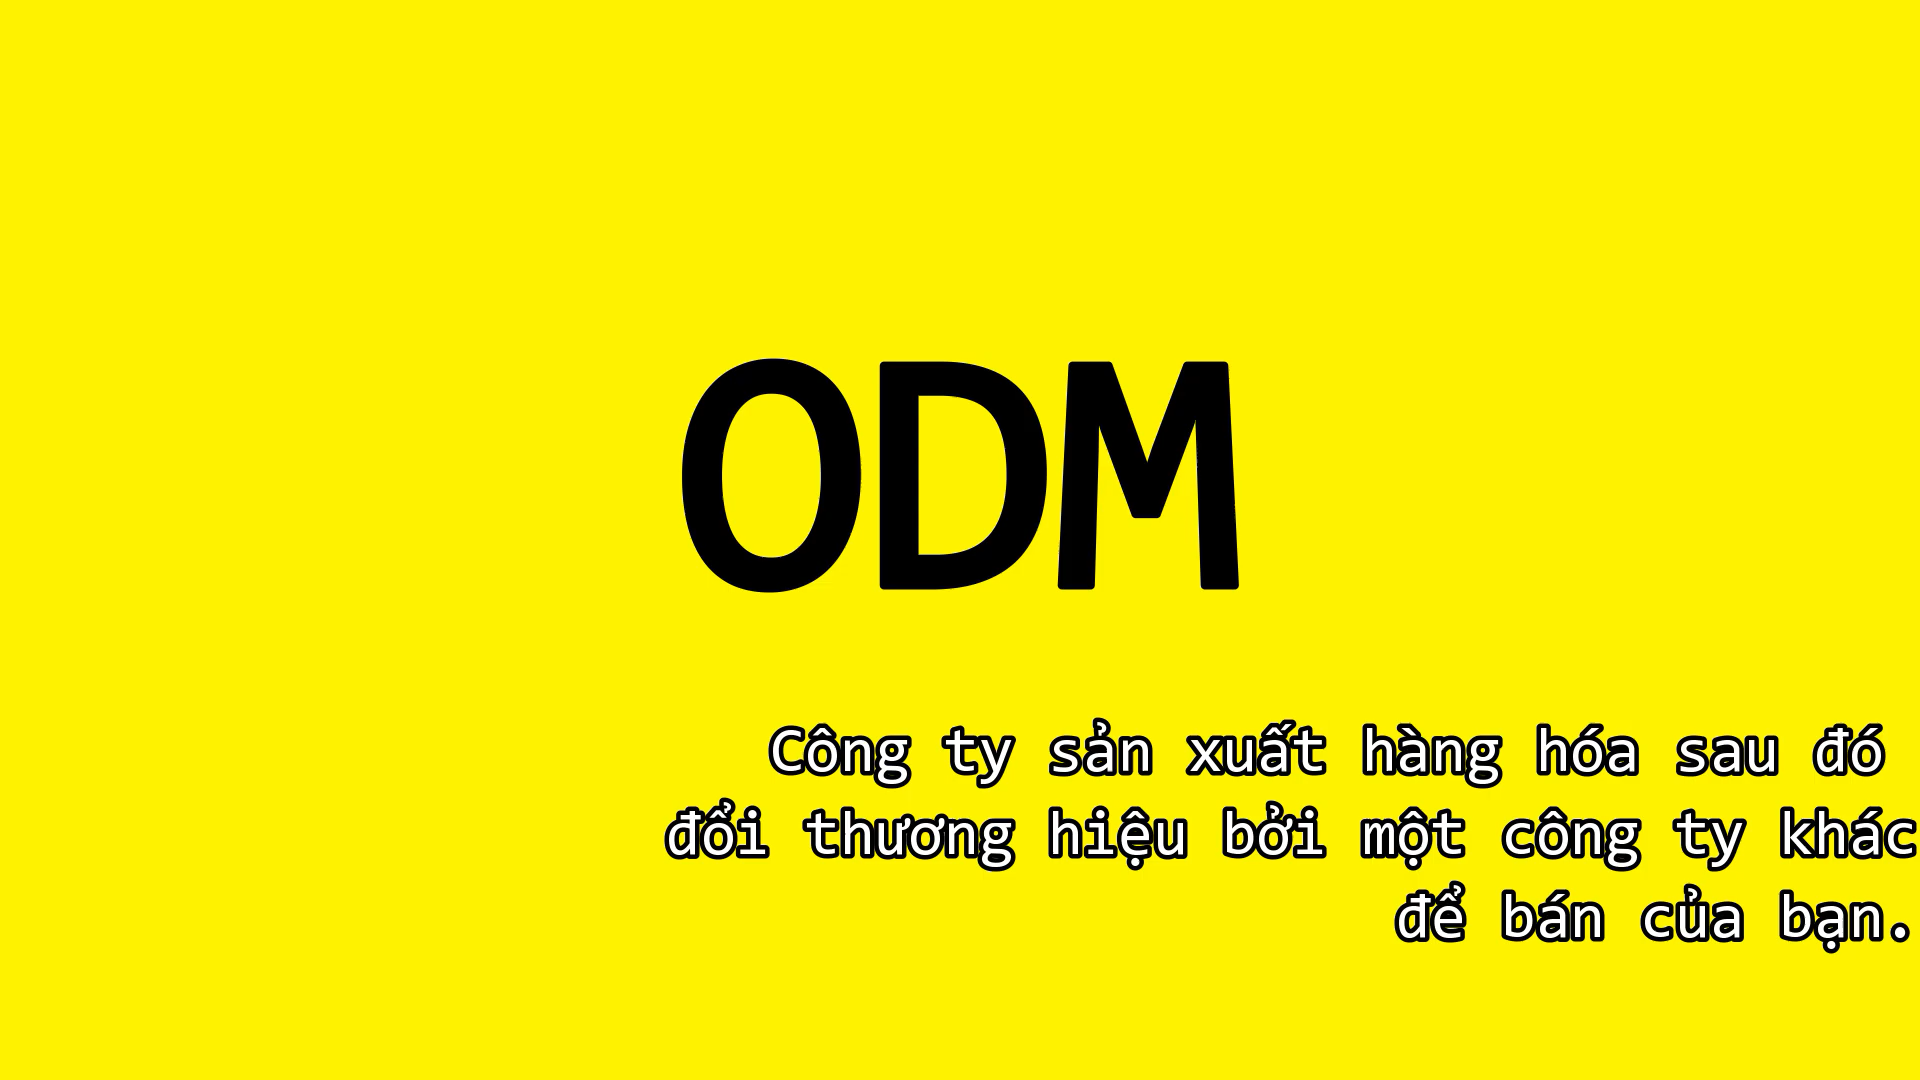 ODM
Công ty sản xuất hàng hóa sau đó
đổi thương hiệu bởi một công ty khác
để bán của bạn.